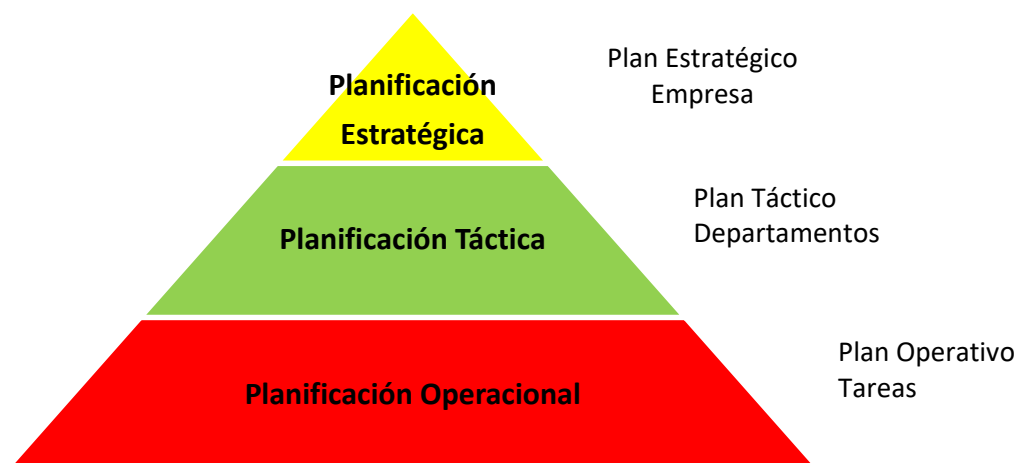 Planificación
Estratégica
Plan Estratégico
Empresa
Planificación Táctica
Plan Táctico
Departamentos
Planificación Operacional
Plan Operativo
Tareas